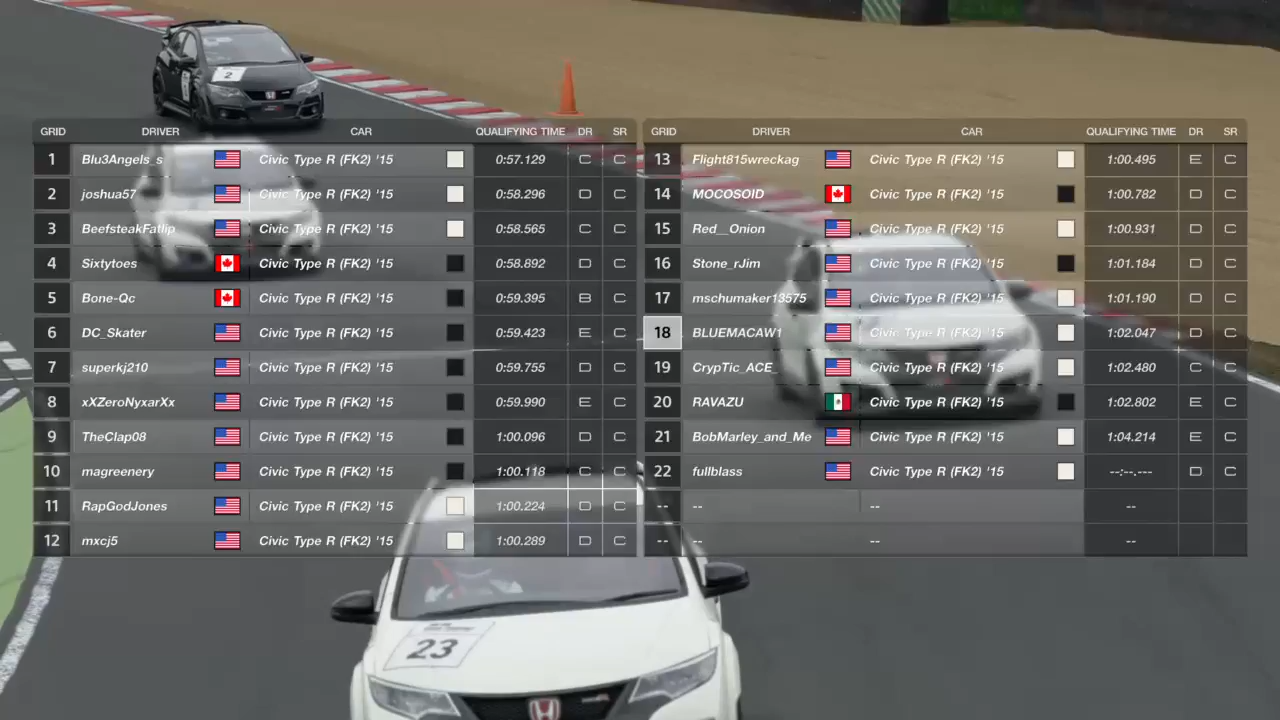 GRID DRIVER CAR QUALIFYING TIME DR SR
1 Blu3Angels_s Civic Type R (FK2) '15 0:57.129 C C
2 joshua57 Civic Type R (FK2) '15 0:58.296 D C
3 BeefsteakFatlip Civic Type R (FK2) '15 0:58.565 C C
4 Sixtytoes Civic Type R (FK2) '15 0:58.892 D C
5 Bone-Qc Civic Type R (FK2) '15 0:59.395 B C
6 DC_Skater Civic Type R (FK2) '15 0:59.423 E C
7 superkj210 Civic Type R (FK2) '15 0:59.755 D C
8 xXZeroNyxarXx Civic Type R (FK2) '15 0:59.990 E C
9 TheClap08 Civic Type R (FK2) '15 1:00.096 D C
10 magreenery Civic Type R (FK2) '15 1:00.118 C C
11 RapGodJones Civic Type R (FK2) '15 1:00.224 D C
12 mxcj5 Civic Type R (FK2) '15 1:00.289 D C
GRID DRIVER CAR QUALIFYING TIME DR SR
13 Flight815wreckag Civic Type R (FK2) '15 1:00.495 E C
14 MOCOSOID Civic Type R (FK2) '15 1:00.782 D C
15 Red__Onion Civic Type R (FK2) '15 1:00.931 D C
16 Stone_rJim Civic Type R (FK2) '15 1:01.184 D C
17 mschumaker13575 Civic Type R (FK2) '15 1:01.190 D C
18 BLUEMACAW1 Civic Type R (FK2) '15 1:02.047 D C
19 CrypTic_ACE_ Civic Type R (FK2) '15 1:02.480 C C
20 RAVAZU Civic Type R (FK2) '15 1:02.802 E C
21 BobMarley_and_Me Civic Type R (FK2) '15 1:04.214 E C
22 fullblass Civic Type R (FK2) '15 --:--.--- D C
-- -- -- --
-- -- -- --
2
23